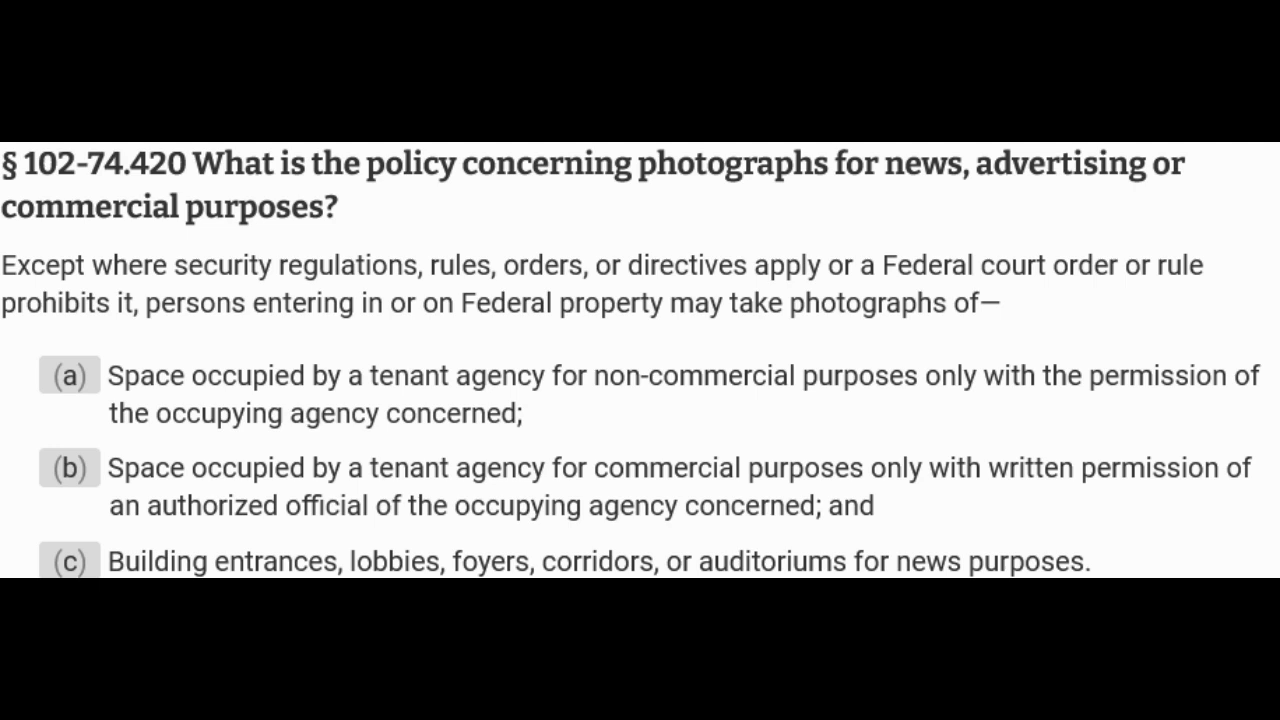 § 102-74.420 What is the policy concerning photographs for news, advertising or
commercial purposes?
Except where security regulations, rules, orders, or directives apply or a Federal court order or rule
prohibits it, persons entering in or on Federal property may take photographs of—
(a) Space occupied by a tenant agency for non-commercial purposes only with the permission of
the occupying agency concerned;
(b) Space occupied by a tenant agency for commercial purposes only with written permission of
an authorized official of the occupying agency concerned; and
(c) Building entrances, lobbies, foyers, corridors, or auditoriums for news purposes.